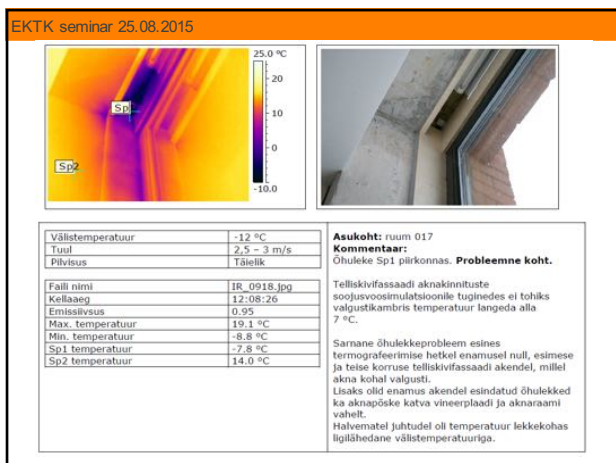 EKTK seminar 25.08.2015
25.0 °C
20
10
0
-10.0
Sp
Sp2
Välistemperatuur -12 °C
Tuul 2,5 – 3 m/s
Pilvisus Täielik
Faili nimi IR_0918.jpg
Kellaaeg 12:08:26
Emissiivsus 0.95
Max. temperatuur 19.1 °C
Min. temperatuur -8.8 °C
Sp1 temperatuur -7.8 °C
Sp2 temperatuur 14.0 °C
Asukoht: ruum 017
Kommentaar:
Õhuleke Sp1 piirkonnas. Probleemne koht.
Telliskivifassaadi aknakinnituste
soojusvoosimulatsioonile tuginedes ei tohiks
valgustikambris temperatuur langeda alla
7 °C.
Sarnane õhulekkeprobleem esines
termografeerimise hetkel enamusel null, esimese
ja teise korruse telliskivifassaadi akendel, millel
akna kohal valgusti.
Lisaks olid enamus akendel esindatud õhulekked
ka aknapõske katva vineerplaadi ja aknaraami
vahelt.
Halvematel juhtudel oli temperatuur lekkekohas
ligilähedane välistemperatuuriga.